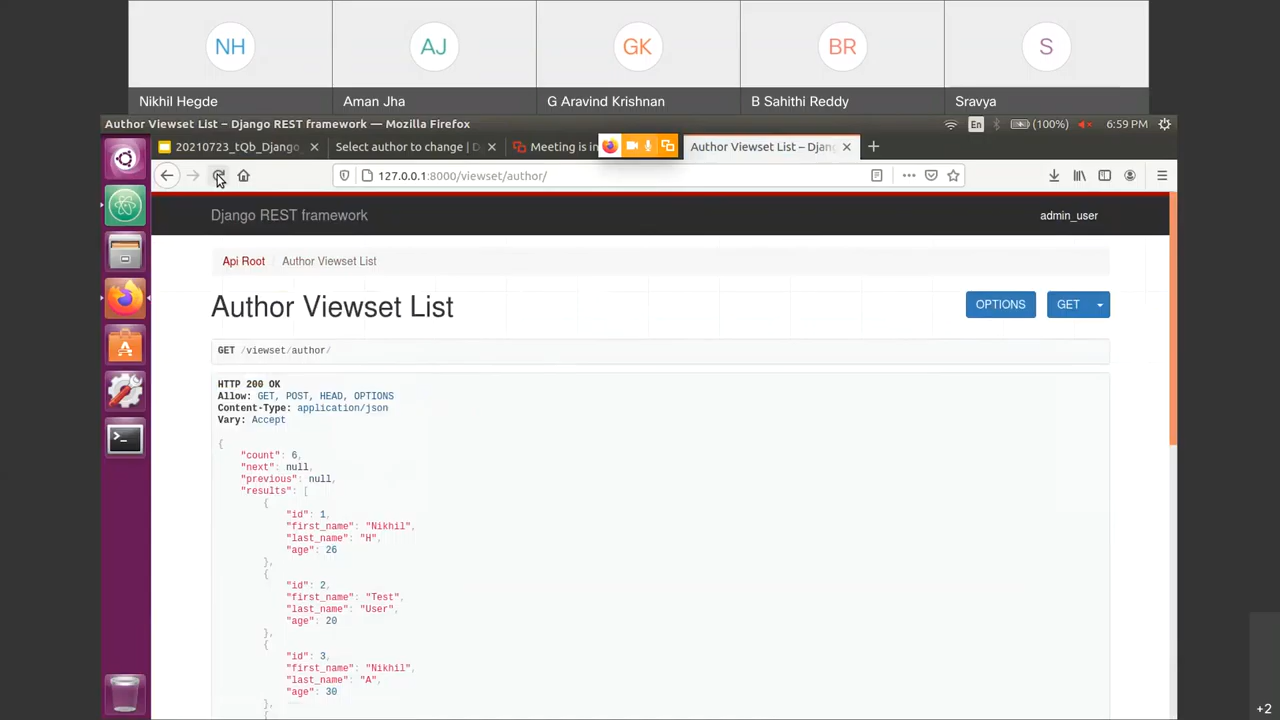 NH
AJ
GK
BR
S
Nikhil Hegde
Aman Jha
G Aravind Krishnan
B Sahithi Reddy
Sravya
Author Viewset List – Django REST framework — Mozilla Firefox
En
(100%)
6:59 PM
20210723_tQb_Django_
Select author to change | D
Meeting is in
Author Viewset List – Djan
127.0.0.1:8000/viewset/author/
Django REST framework
admin_user
Api Root / Author Viewset List
Author Viewset List
OPTIONS
GET
GET /viewset/author/
HTTP 200 OK
Allow: GET, POST, HEAD, OPTIONS
Content-Type: application/json
Vary: Accept
{
"count": 6,
"next": null,
"previous": null,
"results": [
{
"id": 1,
"first_name": "Nikhil",
"last_name": "H",
"age": 26
},
{
"id": 2,
"first_name": "Test",
"last_name": "User",
"age": 20
},
{
"id": 3,
"first_name": "Nikhil",
"last_name": "A",
"age": 30
},
+2